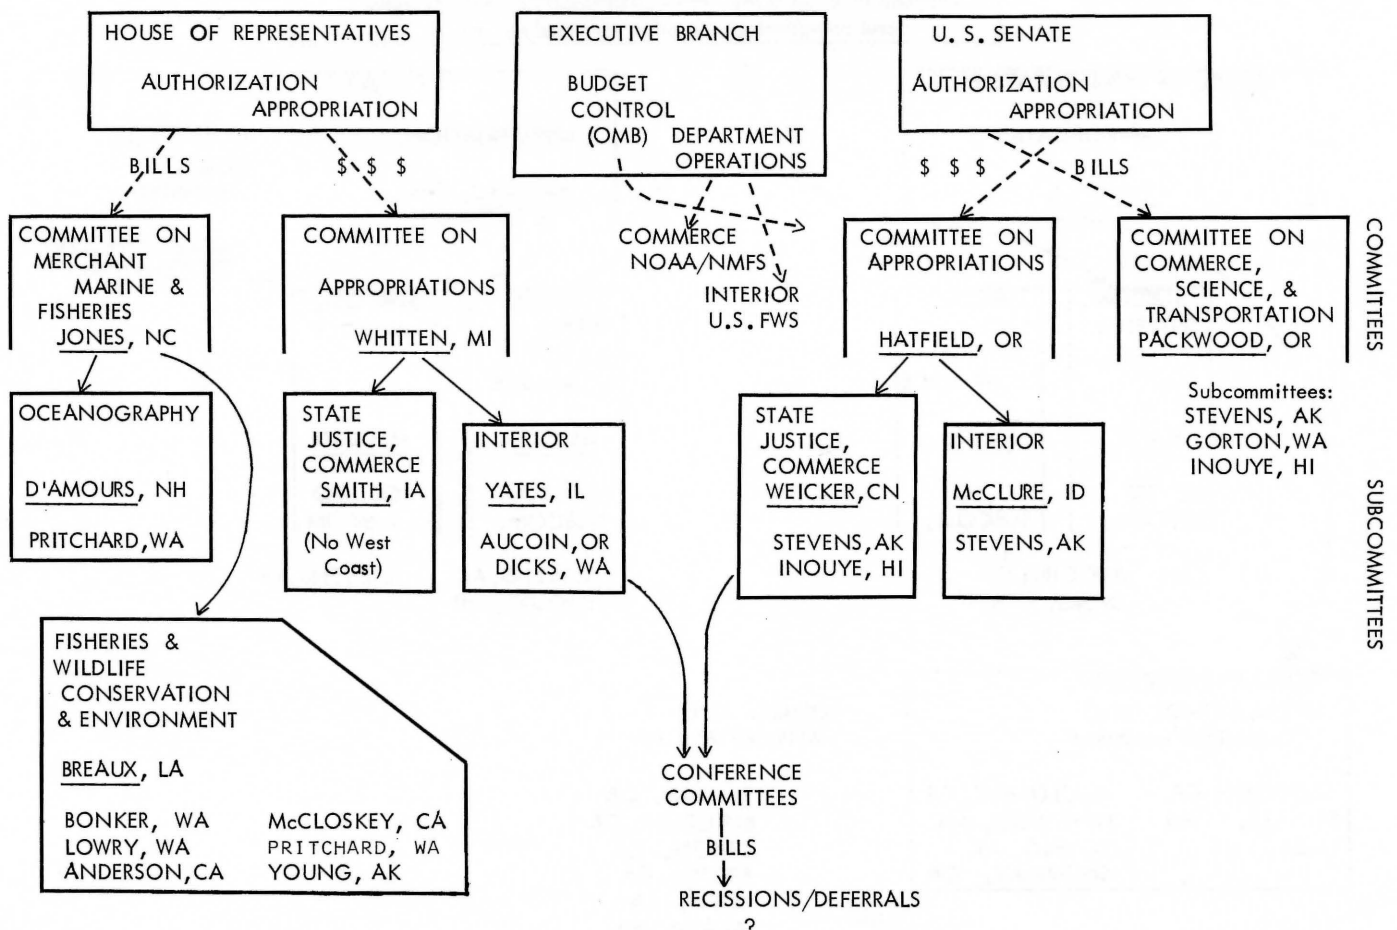 HOUSE OF REPRESENTATIVES
AUTHORIZATION
APPROPRIATION
EXECUTIVE BRANCH
BUDGET
CONTROL
(OMB) DEPARTMENT
OPERATIONS
U. S. SENATE
AUTHORIZATION
APPROPRIATION
BILLS
$ $ $
$ $ $
BILLS
COMMITTEE ON
MERCHANT
MARINE &
FISHERIES
JONES, NC
COMMITTEE ON
APPROPRIATIONS
WHITTEN, MI
COMMERCE
NOAA/NMFS
INTERIOR
U.S. FWS
COMMITTEE ON
APPROPRIATIONS
HATFIELD, OR
COMMITTEE ON
COMMERCE,
SCIENCE, &
TRANSPORTATION
PACKWOOD, OR
COMMITTEES
OCEANOGRAPHY
D'AMOURS, NH
PRITCHARD, WA
STATE
JUSTICE,
COMMERCE
SMITH, IA
(No West
Coast)
INTERIOR
YATES, IL
AUCOIN, OR
DICKS, WA
STATE
JUSTICE,
COMMERCE
WEICKER, CN
STEVENS, AK
INOUYE, HI
INTERIOR
McCLURE, ID
STEVENS, AK
Subcommittees:
STEVENS, AK
GORTON, WA
INOUYE, HI
SUBCOMMITTEES
FISHERIES &
WILDLIFE
CONSERVATION
& ENVIRONMENT
BREAUX, LA
BONKER, WA
LOWRY, WA
ANDERSON, CA
McCLOSKEY, CA
PRITCHARD, WA
YOUNG, AK
CONFERENCE
COMMITTEES
BILLS
RECISSIONS/DEFERRALS
?